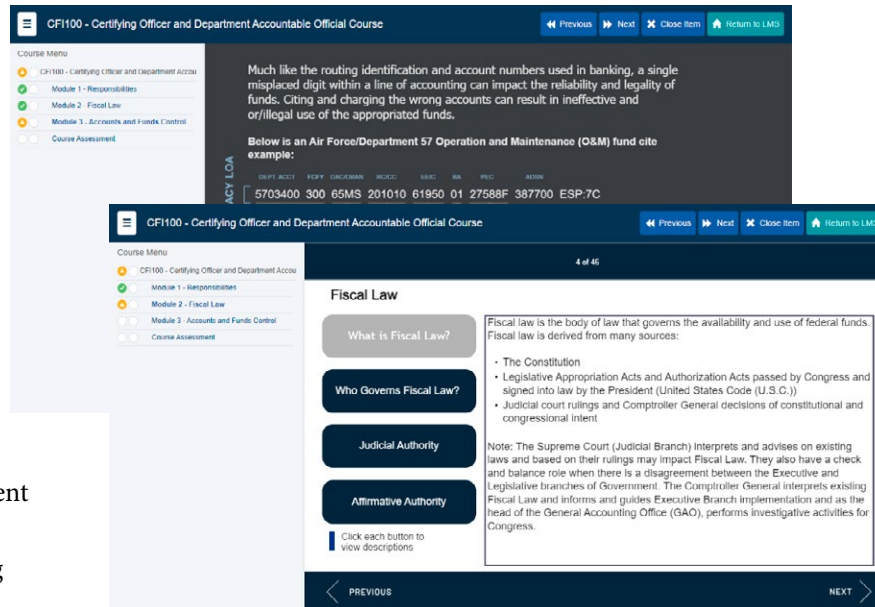 CFI100 - Certifying Officer and Department Accountable Official Course
Previous
Next
Close Item
Return to LMS
Course Menu
CFI100 - Certifying Officer and Department Accou
Module 1 - Responsibilities
Module 2 - Fiscal Law
Module 3 - Accounts and Funds Control
Course Assessment
Much like the routing identification and account numbers used in banking, a single
misplaced digit within a line of accounting can impact the reliability and legality of
funds. Citing and charging the wrong accounts can result in ineffective and
or/illegal use of the appropriated funds.
Below is an Air Force/Department 57 Operation and Maintenance (O&M) fund cite
example:
ACY LOA
DEPT ACCT FCFY OAC/OBAN RC/CC EEIC BA PEC ADSN
5703400 300 65MS 201010 61950 01 27588F 387700 ESP:7C
CFI100 - Certifying Officer and Department Accountable Official Course
Previous
Next
Close Item
Return to LMS
Course Menu
CFI100 - Certifying Officer and Department Accou
Module 1 - Responsibilities
Module 2 - Fiscal Law
Module 3 - Accounts and Funds Control
Course Assessment
4 of 46
Fiscal Law
What is Fiscal Law?
Who Governs Fiscal Law?
Judicial Authority
Affirmative Authority
Click each button to
view descriptions
Fiscal law is the body of law that governs the availability and use of federal funds.
Fiscal law is derived from many sources:
• The Constitution
• Legislative Appropriation Acts and Authorization Acts passed by Congress and
signed into law by the President (United States Code (U.S.C.))
• Judicial court rulings and Comptroller General decisions of constitutional and
congressional intent
Note: The Supreme Court (Judicial Branch) interprets and advises on existing
laws and based on their rulings may impact Fiscal Law. They also have a check
and balance role when there is a disagreement between the Executive and
Legislative branches of Government. The Comptroller General interprets existing
Fiscal Law and informs and guides Executive Branch implementation and as the
head of the General Accounting Office (GAO), performs investigative activities for
Congress.
PREVIOUS
NEXT
ent
g